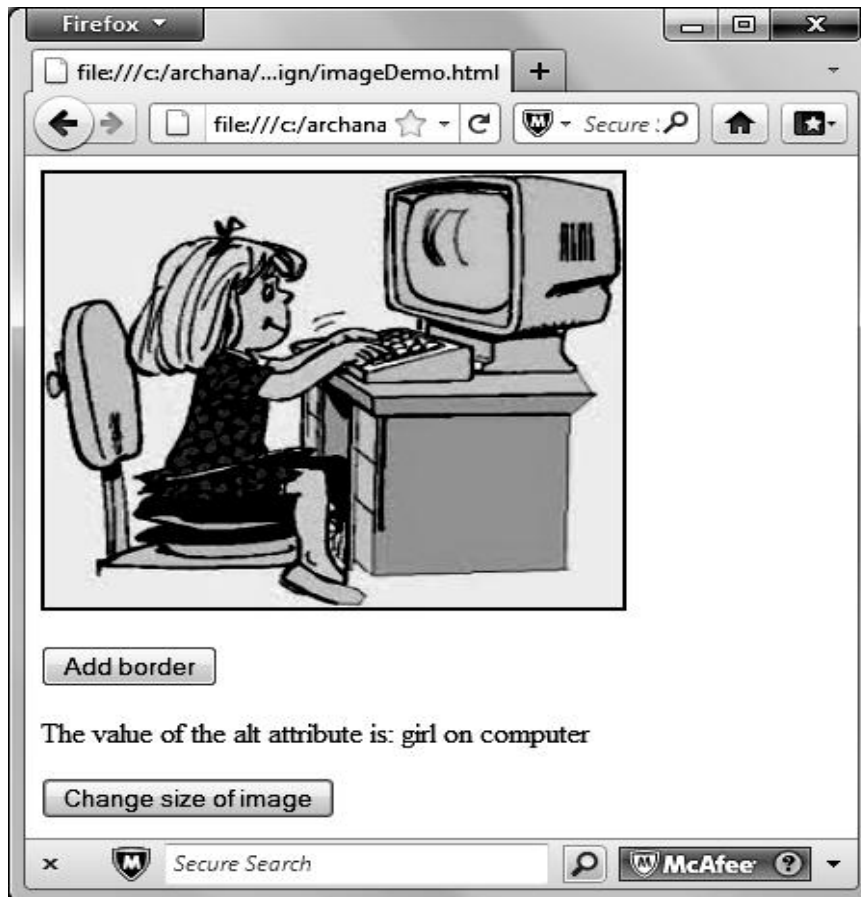 Firefox
file:///c:/archana/...ign/imageDemo.html
file:///c:/archana
Secure :
Add border
The value of the alt attribute is: girl on computer
Change size of image
Secure Search
McAfee ?